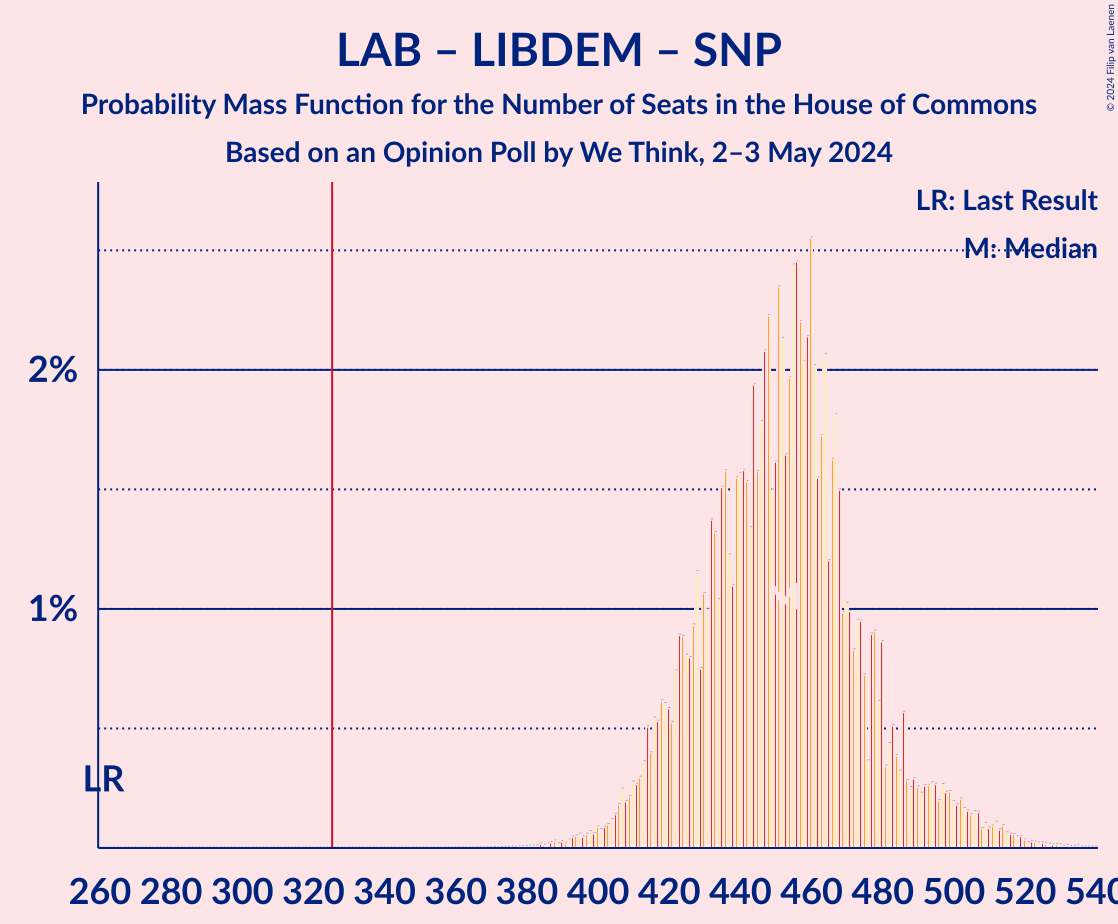 LAB – LIBDEM – SNP
Probability Mass Function for the Number of Seats in the House of Commons
Based on an Opinion Poll by We Think, 2–3 May 2024
© 2024 Filip van Laenen
LR: Last Result
M: Median
2%
1%
LR
M
260 280 300 320 340 360 380 400 420 440 460 480 500 520 540